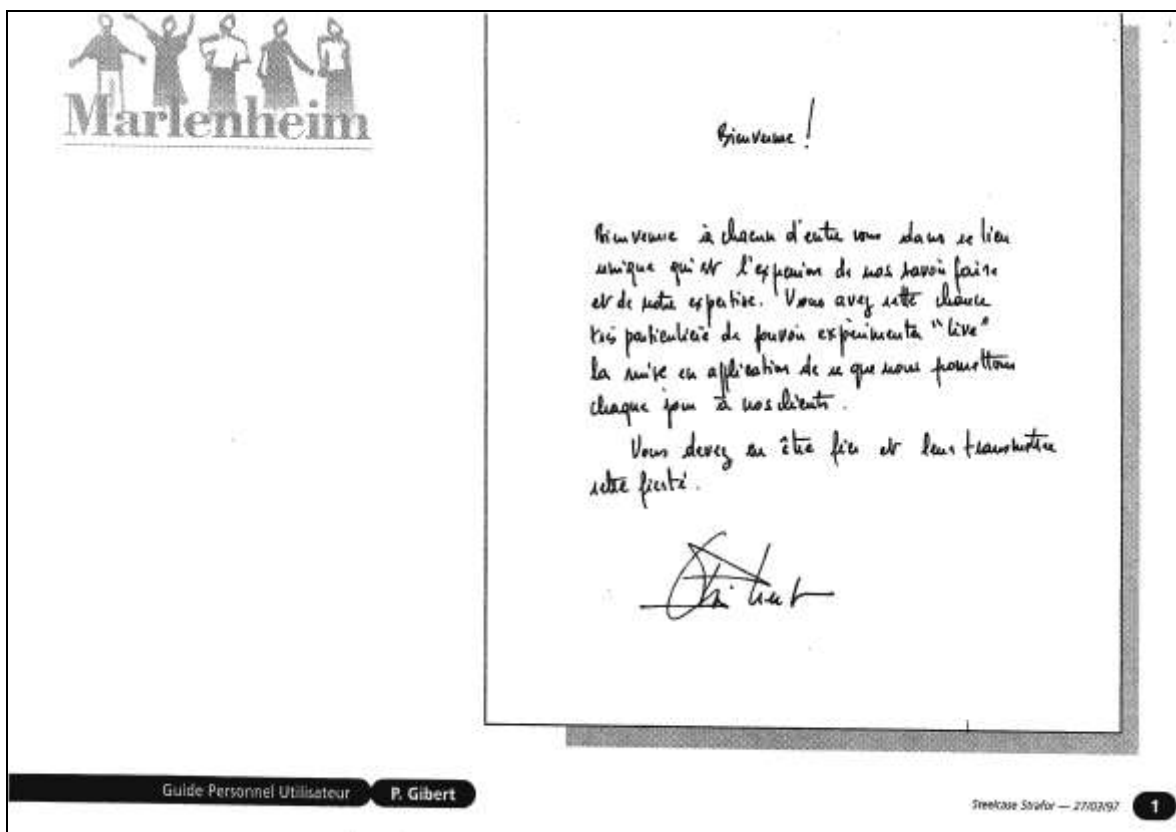 Marlenheim
Bienvenue !
Bienvenue à chacun d'entre vous dans ce lieu
unique qui est l'expression de nos savoir faire
et de notre expertise. Vous avez cette chance
très particulière de pouvoir expérimenter "live"
la mise en application de ce que nous promettons
chaque jour à nos clients.
Vous devez en être fier et leur transmettre
cette fierté.
Guide Personnel Utilisateur P. Gibert
Steelcase Strafor — 27/03/97 1